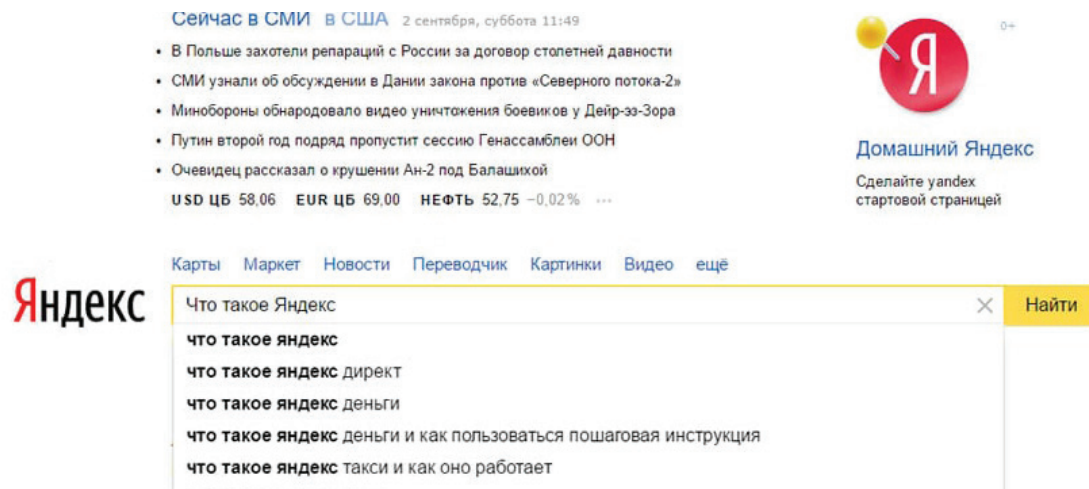 Сейчас в СМИ в США 2 сентября, суббота 11:49
• В Польше захотели репараций с России за договор столетней давности
• СМИ узнали об обсуждении в Дании закона против «Северного потока-2»
• Минобороны обнародовало видео уничтожения боевиков у Дейр-эз-Зора
• Путин второй год подряд пропустит сессию Генассамблеи ООН
• Очевидец рассказал о крушении Ан-2 под Балашихой
USD ЦБ 58,06 EUR ЦБ 69,00 НЕФТЬ 52,75 −0,02% ...
0+
Я
Домашний Яндекс
Сделайте yandex
стартовой страницей
Карты Маркет Новости Переводчик Картинки Видео ещё
Яндекс
Что такое Яндекс
Найти
что такое яндекс
что такое яндекс директ
что такое яндекс деньги
что такое яндекс деньги и как пользоваться пошаговая инструкция
что такое яндекс такси и как оно работает